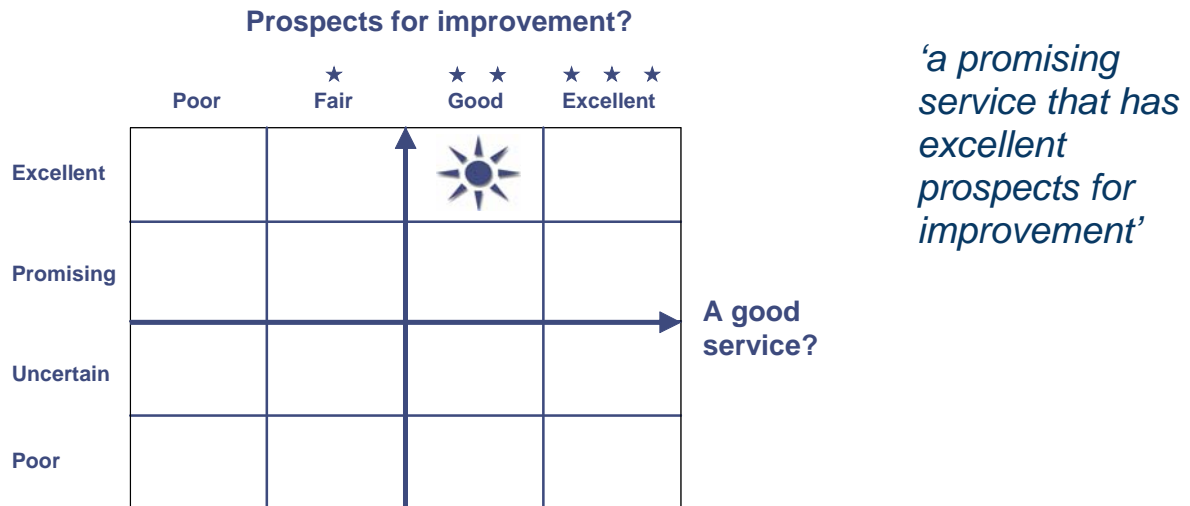 Prospects for improvement?
★ ★ ★ ★ ★ ★
Poor Fair Good Excellent
Excellent
Promising
Uncertain
Poor
A good
service?
‘a promising
service that has
excellent
prospects for
improvement’